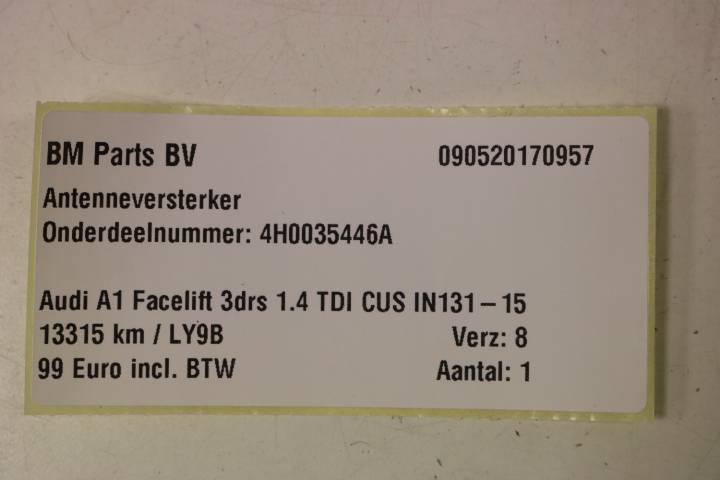 BM Parts BV 090520170957
Antenneversterker
Onderdeelnummer: 4H0035446A
Audi A1 Facelift 3drs 1.4 TDI CUS IN131-15
13315 km / LY9B Verz: 8
99 Euro incl. BTW Aantal: 1